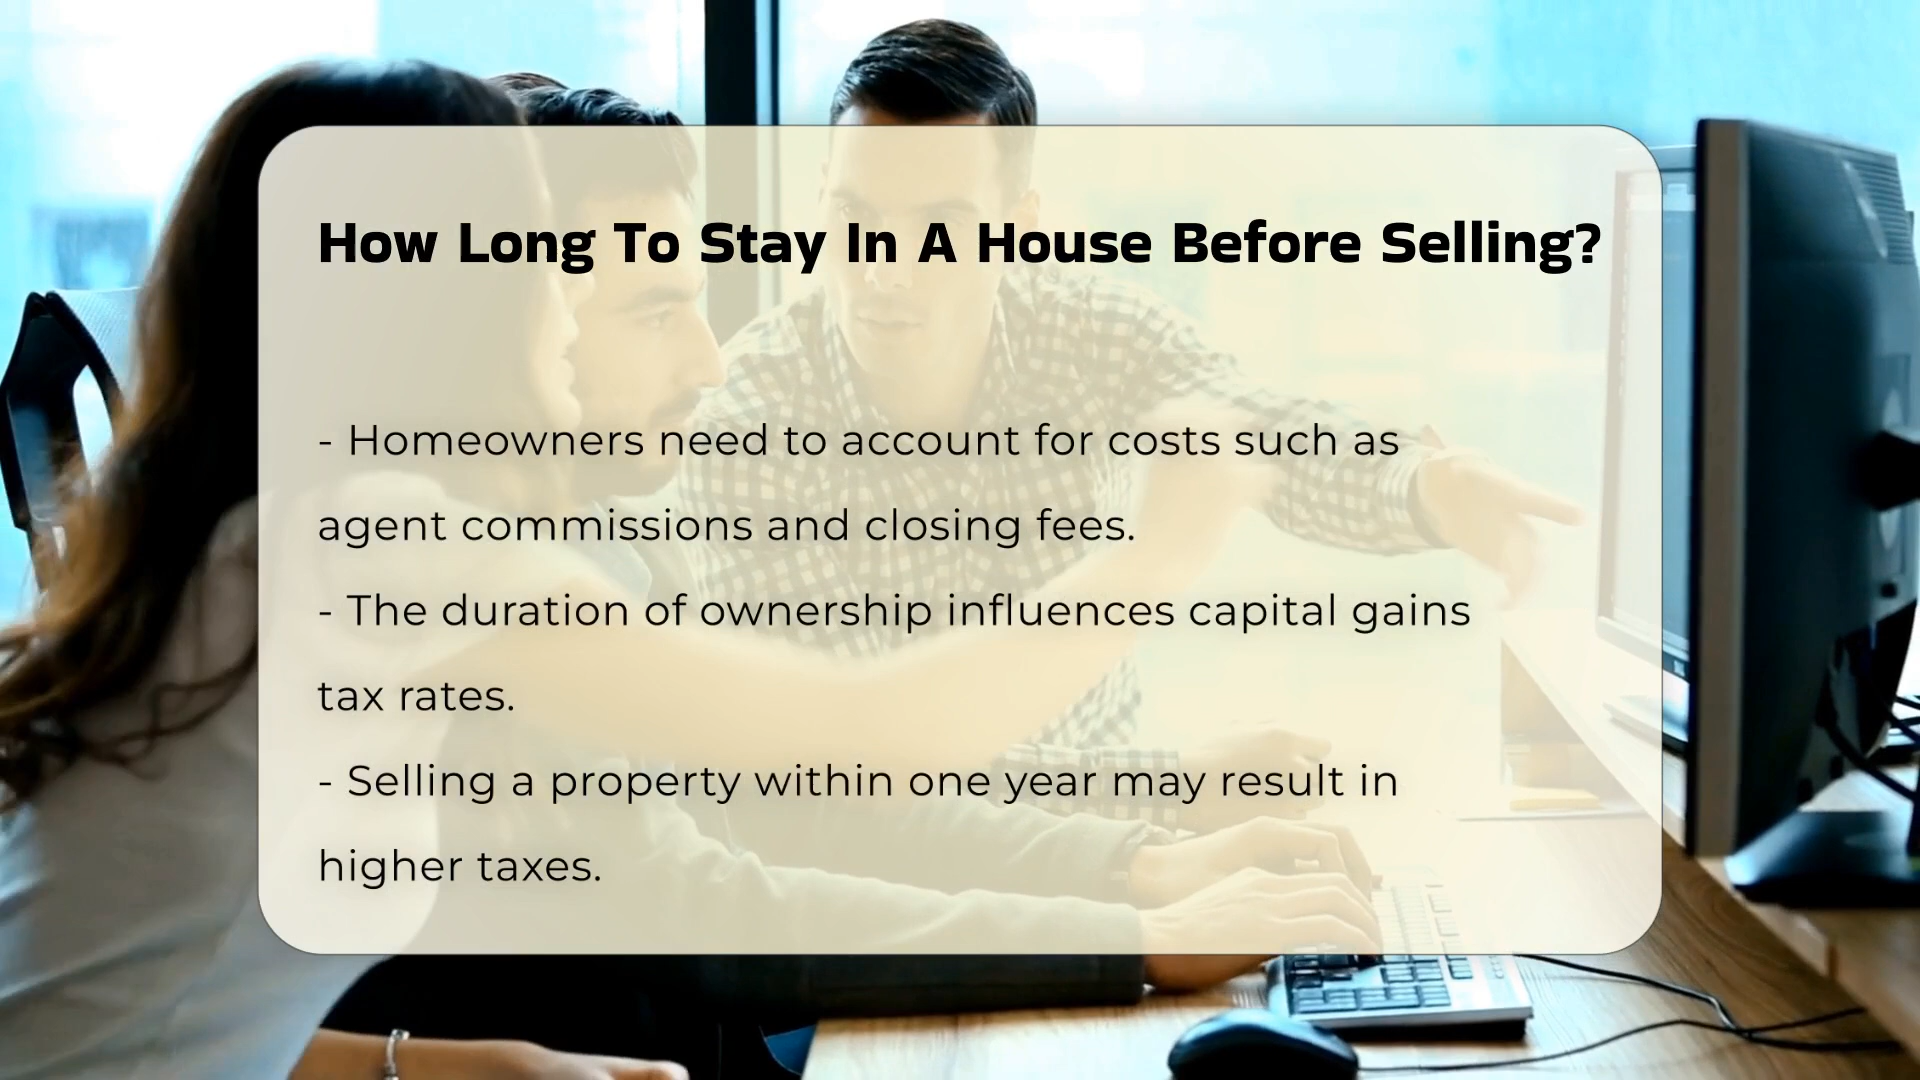 How Long To Stay In A House Before Selling?
- Homeowners need to account for costs such as
agent commissions and closing fees.
- The duration of ownership influences capital gains
tax rates.
- Selling a property within one year may result in
higher taxes.